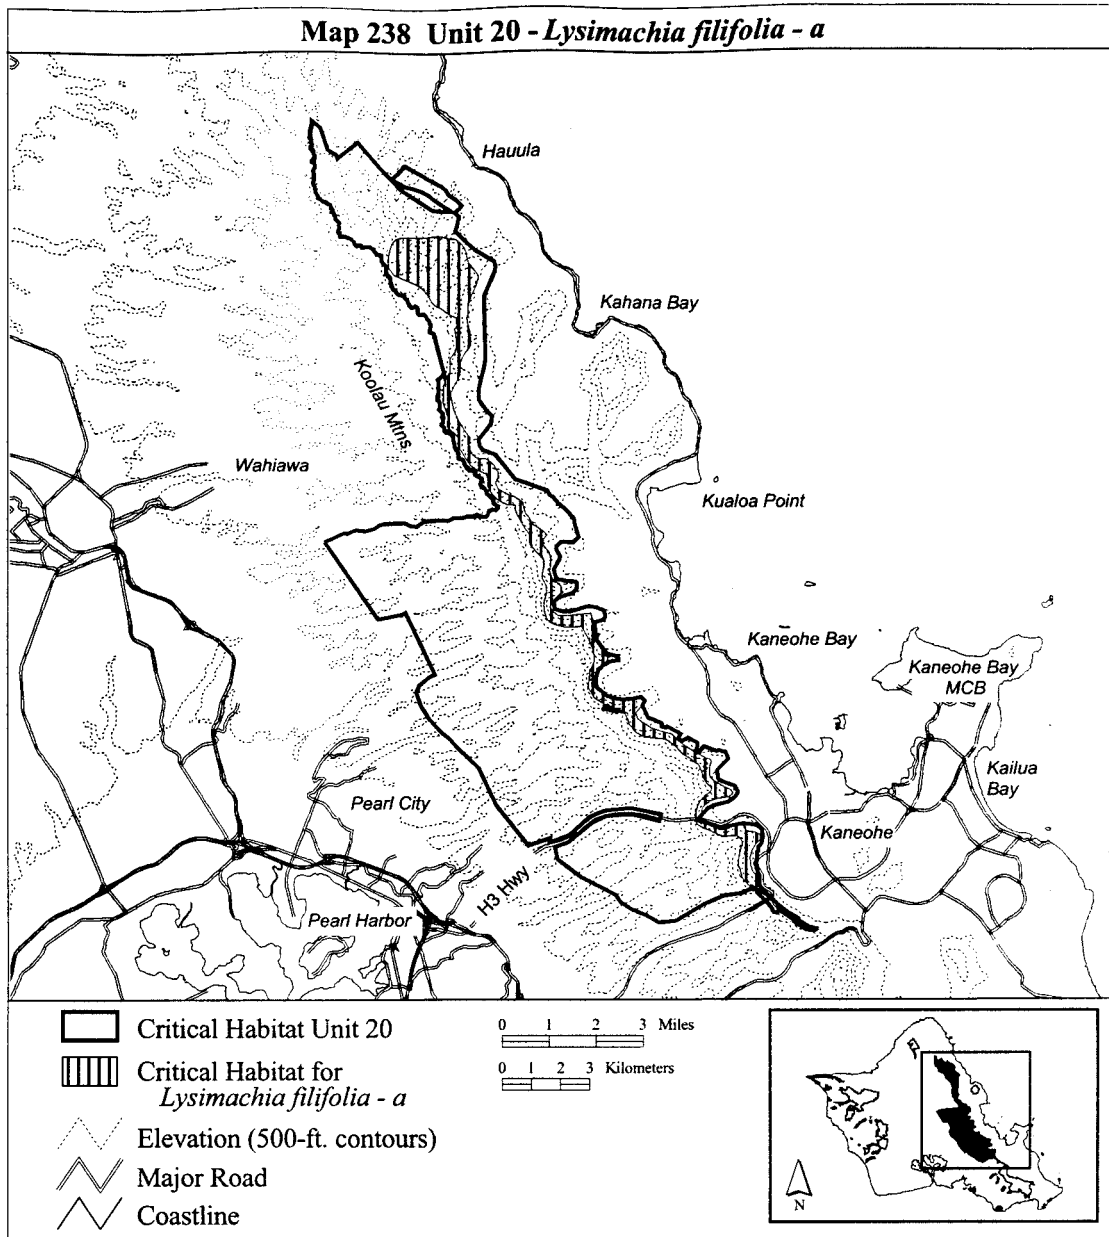 Map 238 Unit 20 - Lysimachia filifolia - a
Hauula
Kahana Bay
Koolau Mtns.
Wahiawa
Kualoa Point
Kaneohe Bay
Kaneohe Bay
MCB
Kailua
Bay
Pearl City
Kaneohe
H3 Hwy
Pearl Harbor
Critical Habitat Unit 20
Critical Habitat for
Lysimachia filifolia - a
Elevation (500-ft. contours)
Major Road
Coastline
0 1 2 3 Miles
0 1 2 3 Kilometers
N